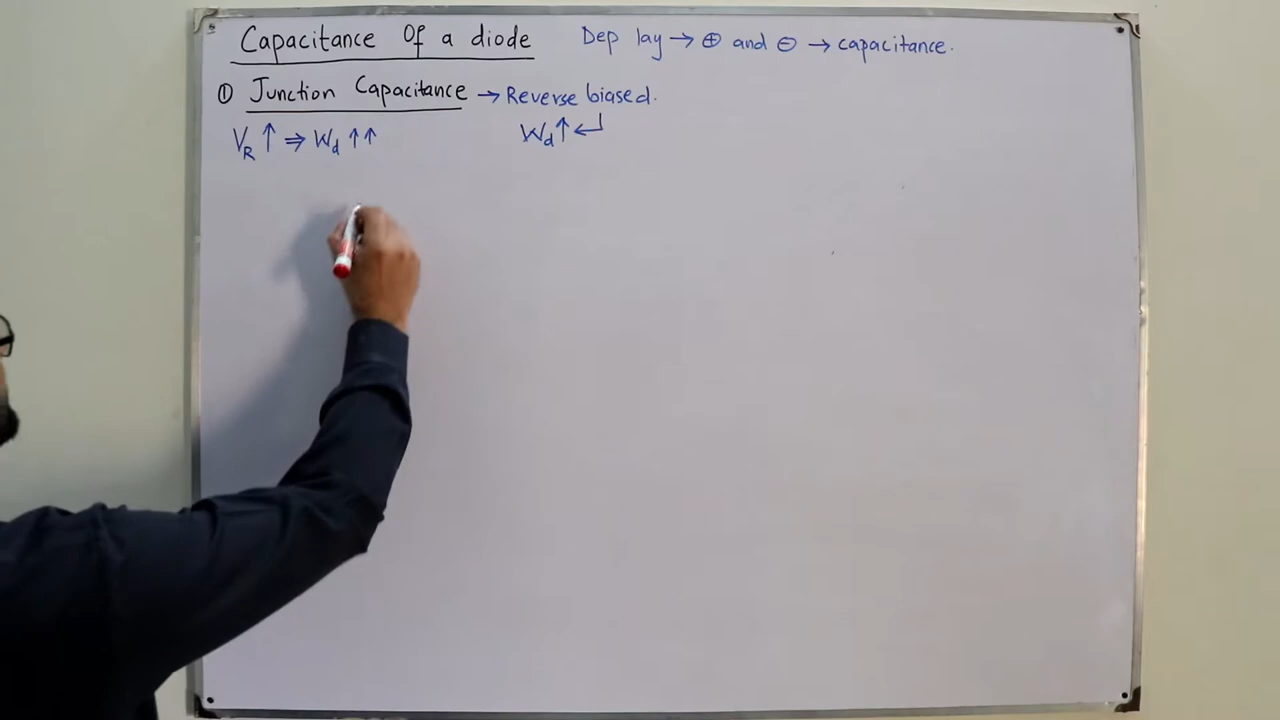 Capacitance Of a diode Dep lay → ⊕ and ⊖ → capacitance.
① Junction Capacitance → Reverse biased.
V_R ↑ ⇒ W_d ↑↑ W_d ↑ ↵